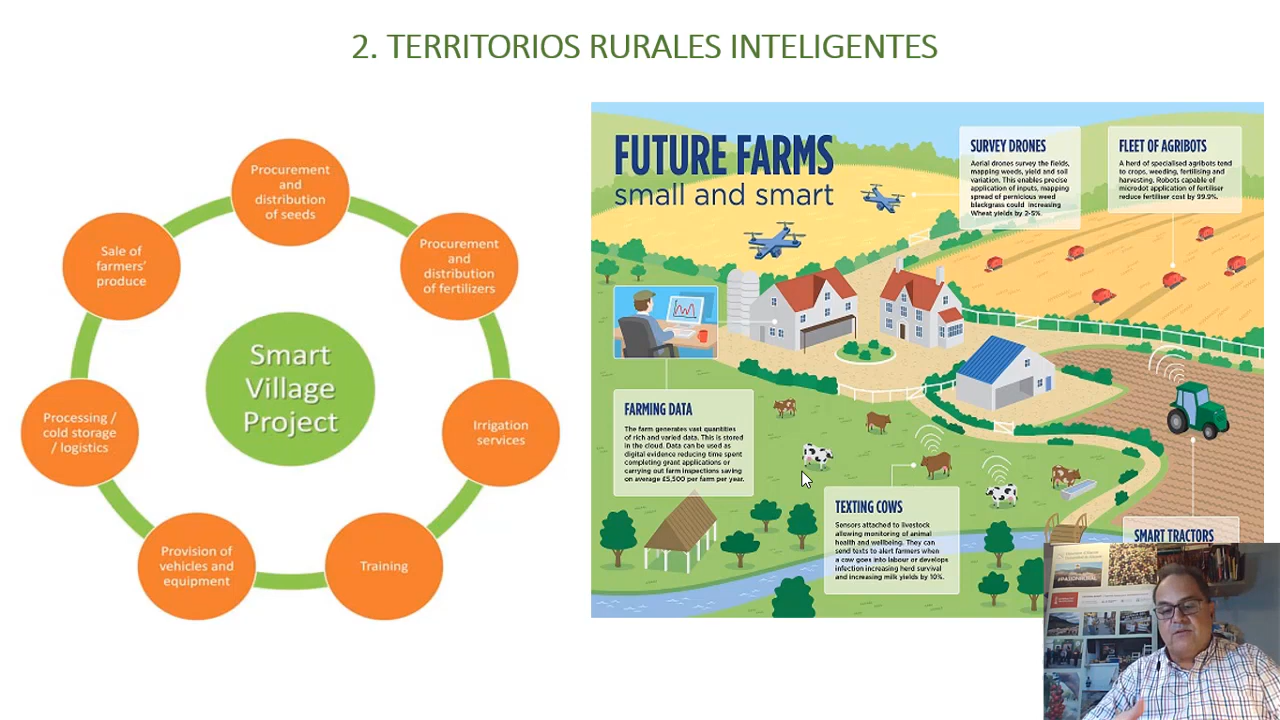 2. TERRITORIOS RURALES INTELIGENTES
Procurement
and
distribution
of seeds
Procurement
and
distribution
of fertilizers
Irrigation
services
Training
Provision of
vehicles and
equipment
Processing /
cold storage
/ logistics
Sale of
farmers'
produce
Smart
Village
Project
FUTURE FARMS
small and smart
SURVEY DRONES
Aerial drones survey the fields,
mapping weeds, yield and soil
variation. This enables precise
application of inputs, mapping
spread of pernicious weed
blackgrass could increasing
Wheat yields by 2-5%.
FLEET OF AGRIBOTS
A herd of specialised agribots tend
to crops, weeding, fertilising and
harvesting. Robots capable of
microdot application of fertiliser
reduce fertiliser cost by 99.9%.
FARMING DATA
The farm generates vast quantities
of rich and varied data. This is stored
in the cloud. Data can be used as
digital evidence reducing time spent
completing grant applications or
carrying out farm inspections saving
on average £5,500 per farm per year.
TEXTING COWS
Sensors attached to livestock
allowing monitoring of animal
health and wellbeing. They can
send texts to alert farmers when
a cow goes into labour or develops
infection increasing herd survival
and increasing milk yields by 10%.
SMART TRACTORS